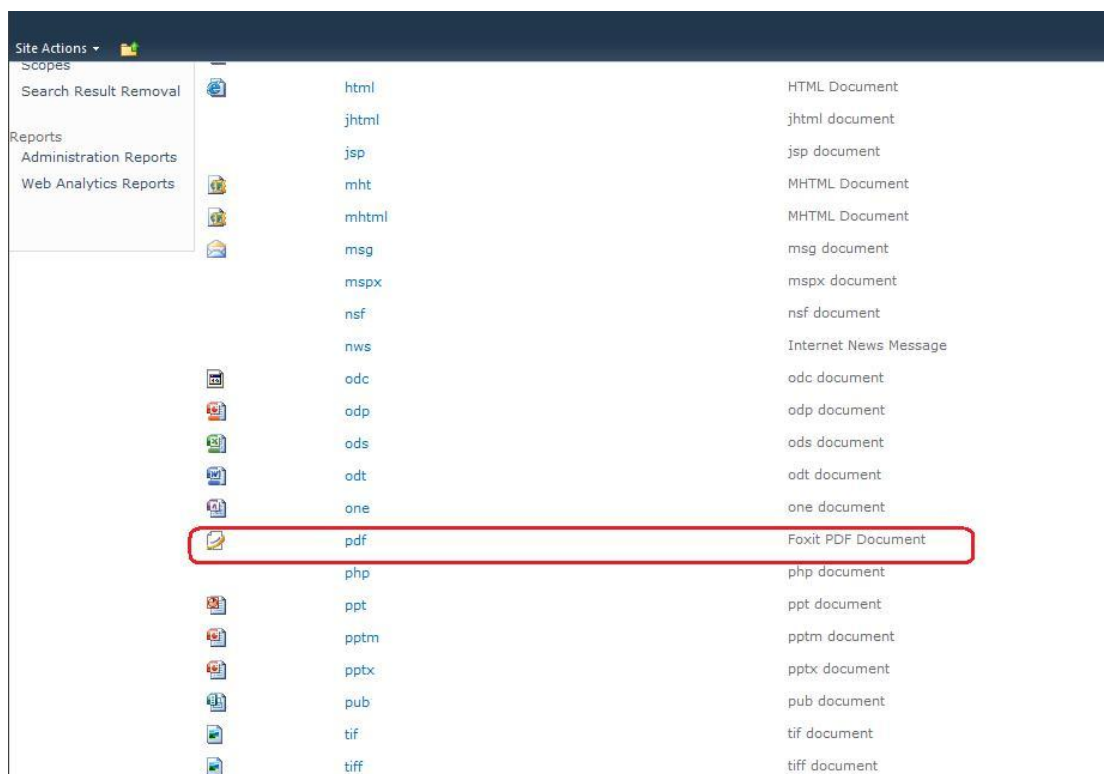 Site Actions
Scopes
Search Result Removal
Reports
Administration Reports
Web Analytics Reports
html HTML Document
jhtml jhtml document
jsp jsp document
mht MHTML Document
mhtml MHTML Document
msg msg document
mspx mspx document
nsf nsf document
nws Internet News Message
odc odc document
odp odp document
ods ods document
odt odt document
one one document
pdf Foxit PDF Document
php php document
ppt ppt document
pptm pptm document
pptx pptx document
pub pub document
tif tif document
tiff tiff document